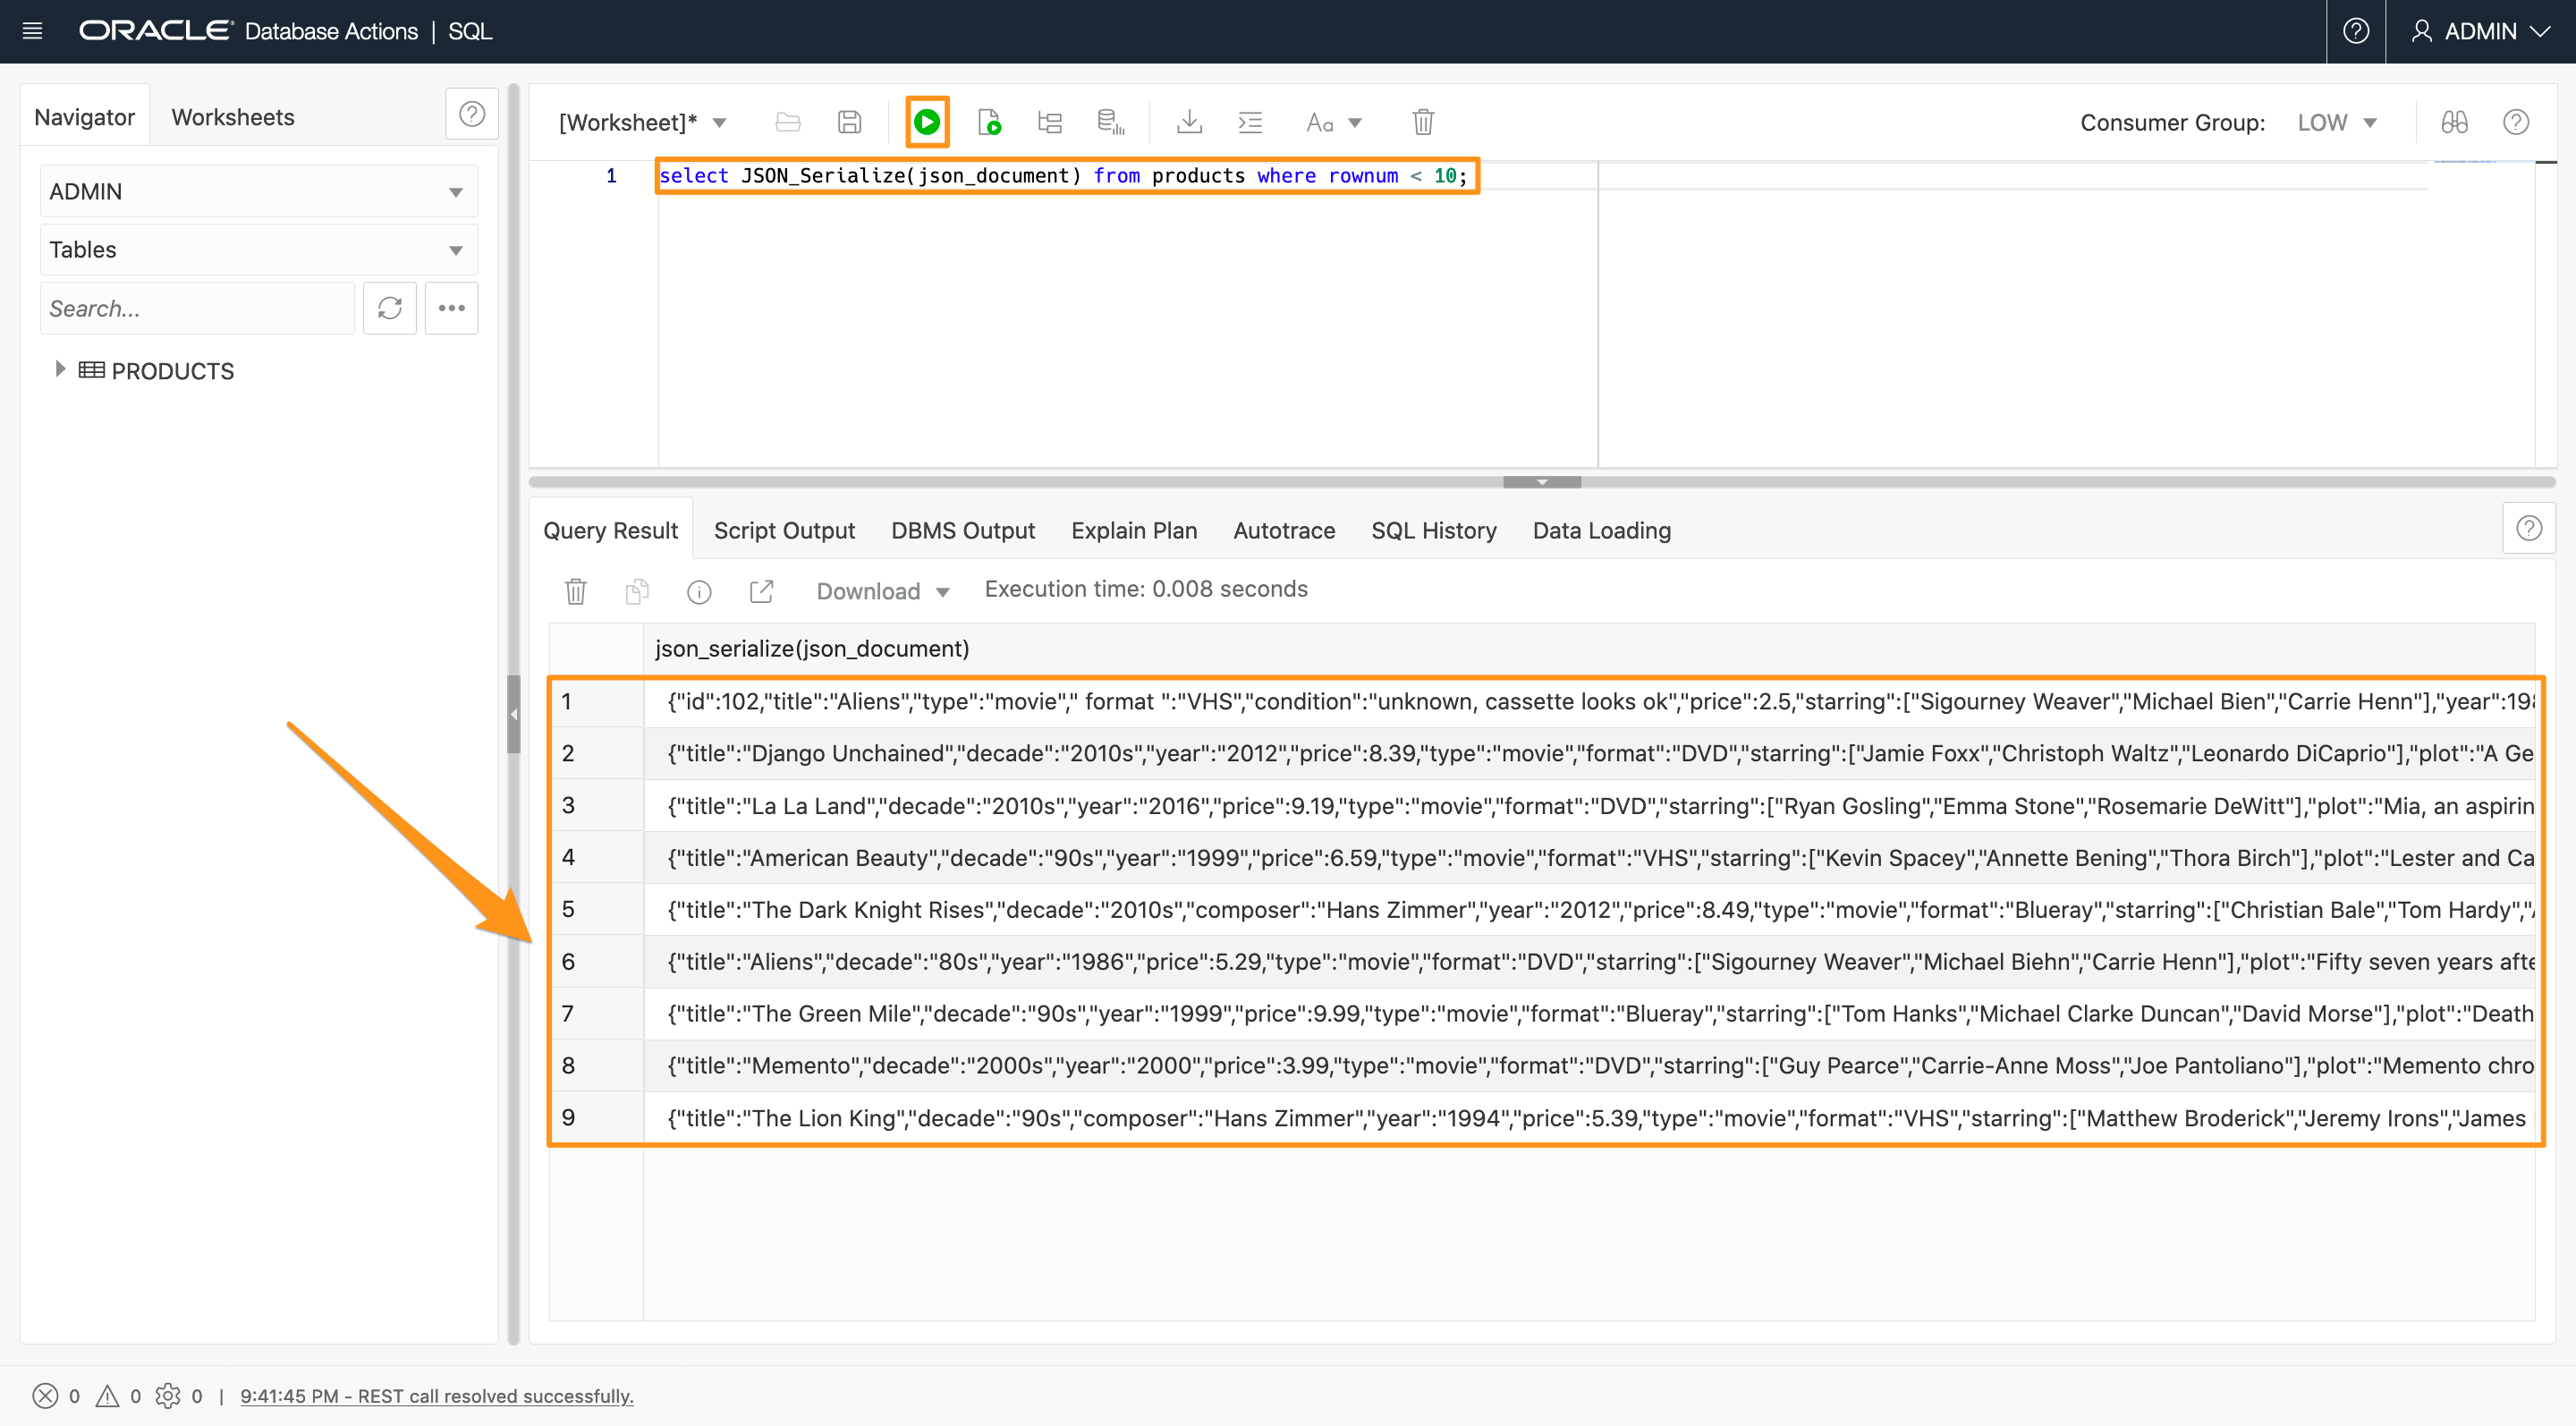 ORACLE Database Actions | SQL
ADMIN
Navigator
Worksheets
ADMIN
Tables
Search...
PRODUCTS
[Worksheet]*
Aa
Consumer Group: LOW
1 select JSON_Serialize(json_document) from products where rownum < 10;
Query Result Script Output DBMS Output Explain Plan Autotrace SQL History Data Loading
Download Execution time: 0.008 seconds
json_serialize(json_document)
1 {"id":102,"title":"Aliens","type":"movie"," format ":"VHS","condition":"unknown, cassette looks ok","price":2.5,"starring":["Sigourney Weaver","Michael Bien","Carrie Henn"],"year":198
2 {"title":"Django Unchained","decade":"2010s","year":"2012","price":8.39,"type":"movie","format":"DVD","starring":["Jamie Foxx","Christoph Waltz","Leonardo DiCaprio"],"plot":"A Ge
3 {"title":"La La Land","decade":"2010s","year":"2016","price":9.19,"type":"movie","format":"DVD","starring":["Ryan Gosling","Emma Stone","Rosemarie DeWitt"],"plot":"Mia, an aspirin
4 {"title":"American Beauty","decade":"90s","year":"1999","price":6.59,"type":"movie","format":"VHS","starring":["Kevin Spacey","Annette Bening","Thora Birch"],"plot":"Lester and Ca
5 {"title":"The Dark Knight Rises","decade":"2010s","composer":"Hans Zimmer","year":"2012","price":8.49,"type":"movie","format":"Blueray","starring":["Christian Bale","Tom Hardy","A
6 {"title":"Aliens","decade":"80s","year":"1986","price":5.29,"type":"movie","format":"DVD","starring":["Sigourney Weaver","Michael Biehn","Carrie Henn"],"plot":"Fifty seven years afte
7 {"title":"The Green Mile","decade":"90s","year":"1999","price":9.99,"type":"movie","format":"Blueray","starring":["Tom Hanks","Michael Clarke Duncan","David Morse"],"plot":"Death
8 {"title":"Memento","decade":"2000s","year":"2000","price":3.99,"type":"movie","format":"DVD","starring":["Guy Pearce","Carrie-Anne Moss","Joe Pantoliano"],"plot":"Memento chro
9 {"title":"The Lion King","decade":"90s","composer":"Hans Zimmer","year":"1994","price":5.39,"type":"movie","format":"VHS","starring":["Matthew Broderick","Jeremy Irons","James
0 0 0 | 9:41:45 PM - REST call resolved successfully.